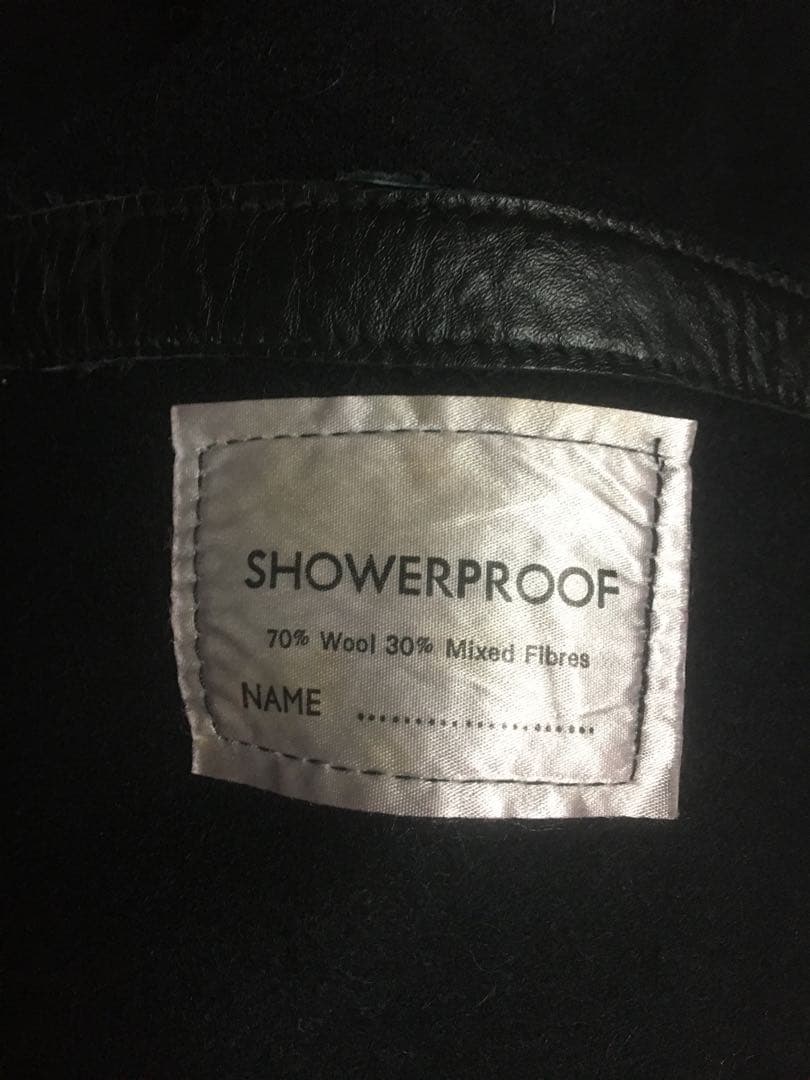 SHOWERPROOF
70% Wool 30% Mixed Fibres
NAME .....................